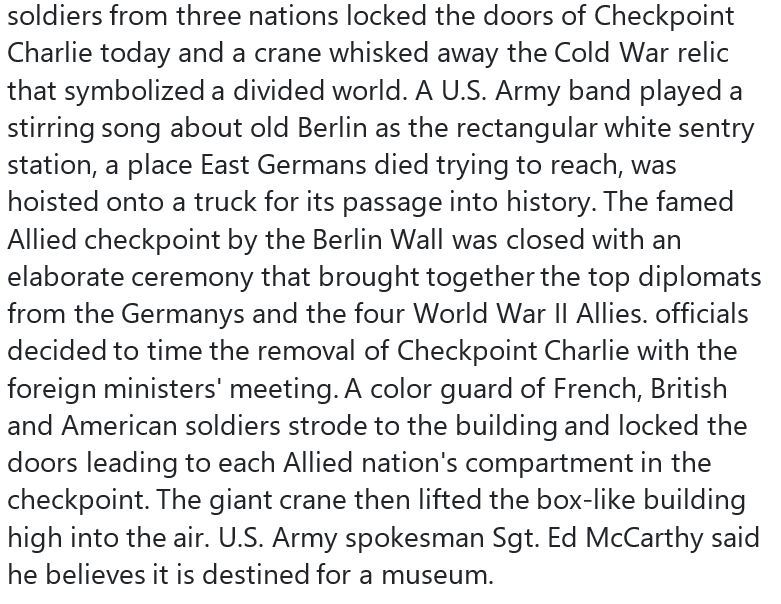 soldiers from three nations locked the doors of Checkpoint
Charlie today and a crane whisked away the Cold War relic
that symbolized a divided world. A U.S. Army band played a
stirring song about old Berlin as the rectangular white sentry
station, a place East Germans died trying to reach, was
hoisted onto a truck for its passage into history. The famed
Allied checkpoint by the Berlin Wall was closed with an
elaborate ceremony that brought together the top diplomats
from the Germanys and the four World War II Allies. officials
decided to time the removal of Checkpoint Charlie with the
foreign ministers' meeting. A color guard of French, British
and American soldiers strode to the building and locked the
doors leading to each Allied nation's compartment in the
checkpoint. The giant crane then lifted the box-like building
high into the air. U.S. Army spokesman Sgt. Ed McCarthy said
he believes it is destined for a museum.